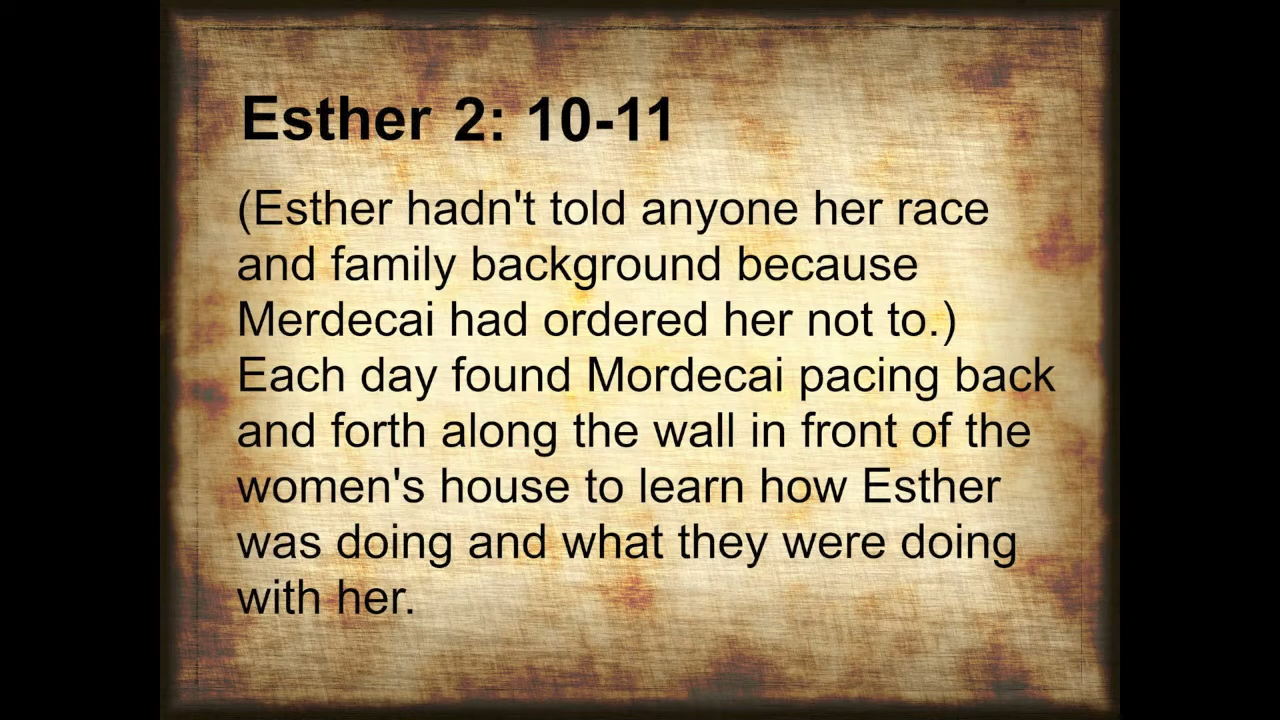 Esther 2: 10-11
(Esther hadn't told anyone her race
and family background because
Merdecai had ordered her not to.)
Each day found Mordecai pacing back
and forth along the wall in front of the
women's house to learn how Esther
was doing and what they were doing
with her.